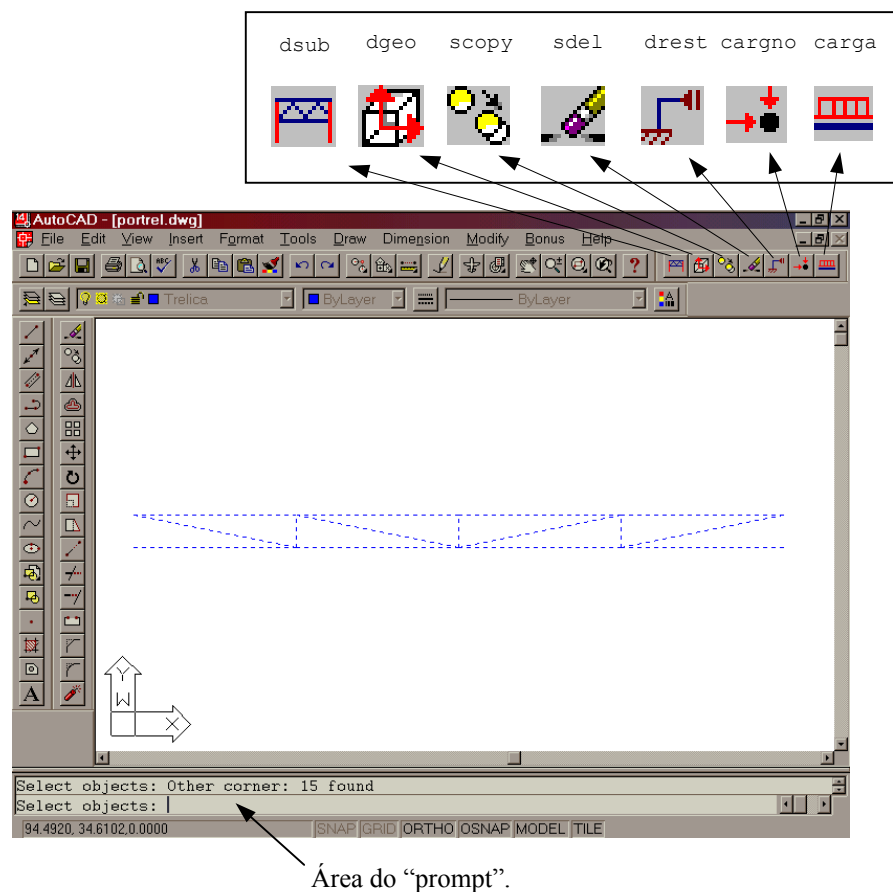 dsub dgeo scopy sdel drest cargno carga
AutoCAD - [portrel.dwg]
File Edit View Insert Format Tools Draw Dimension Modify Bonus Help
ABC
?
Trelica ByLayer ByLayer
A
Y
W
X
Select objects: Other corner: 15 found
Select objects:
94.4920, 34.6102,0.0000 SNAP GRID ORTHO OSNAP MODEL TILE
Área do “prompt”.